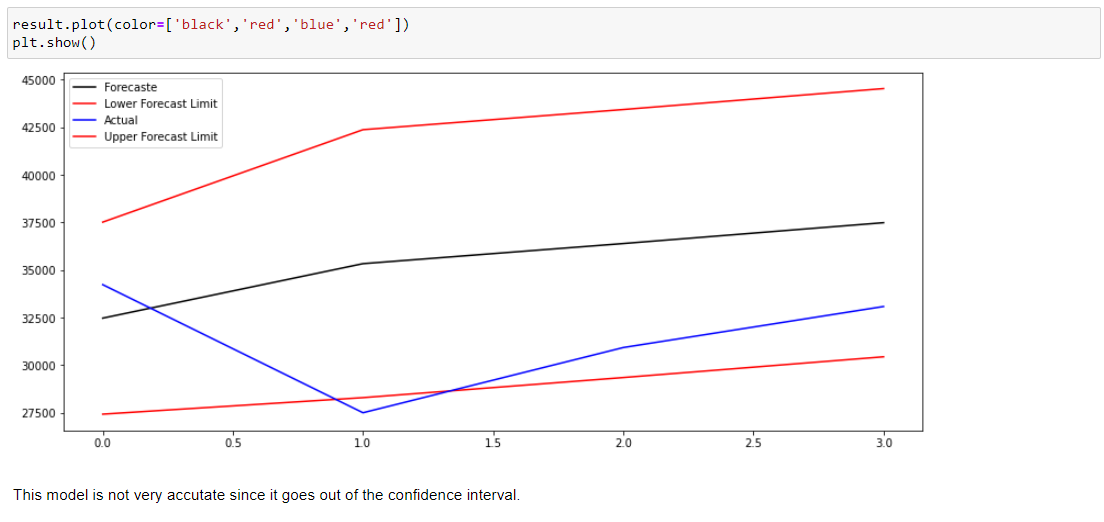 result.plot(color=['black','red','blue','red'])
plt.show()
45000
42500
40000
37500
35000
32500
30000
27500
Forecaste
Lower Forecast Limit
Actual
Upper Forecast Limit
0.0 0.5 1.0 1.5 2.0 2.5 3.0
This model is not very accutate since it goes out of the confidence interval.